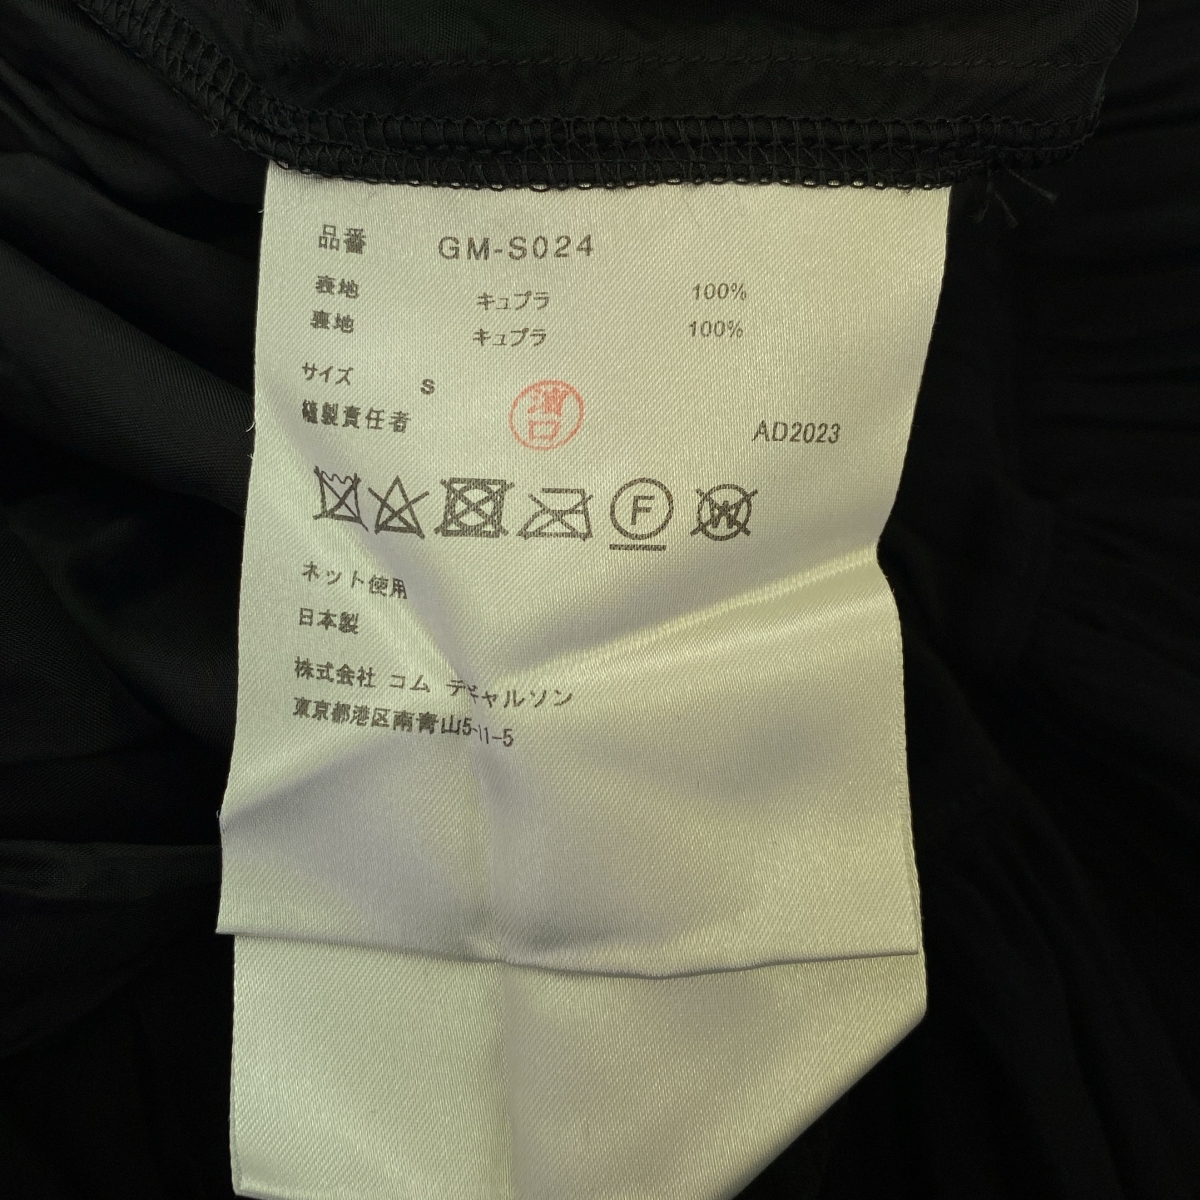 品番 GM-S024
表地 キュプラ 100%
裏地 キュプラ 100%
サイズ S
縫製責任者 濱口 AD2023
F W
ネット使用
日本製
株式会社 コム デ ギャルソン
東京都港区南青山5-11-5